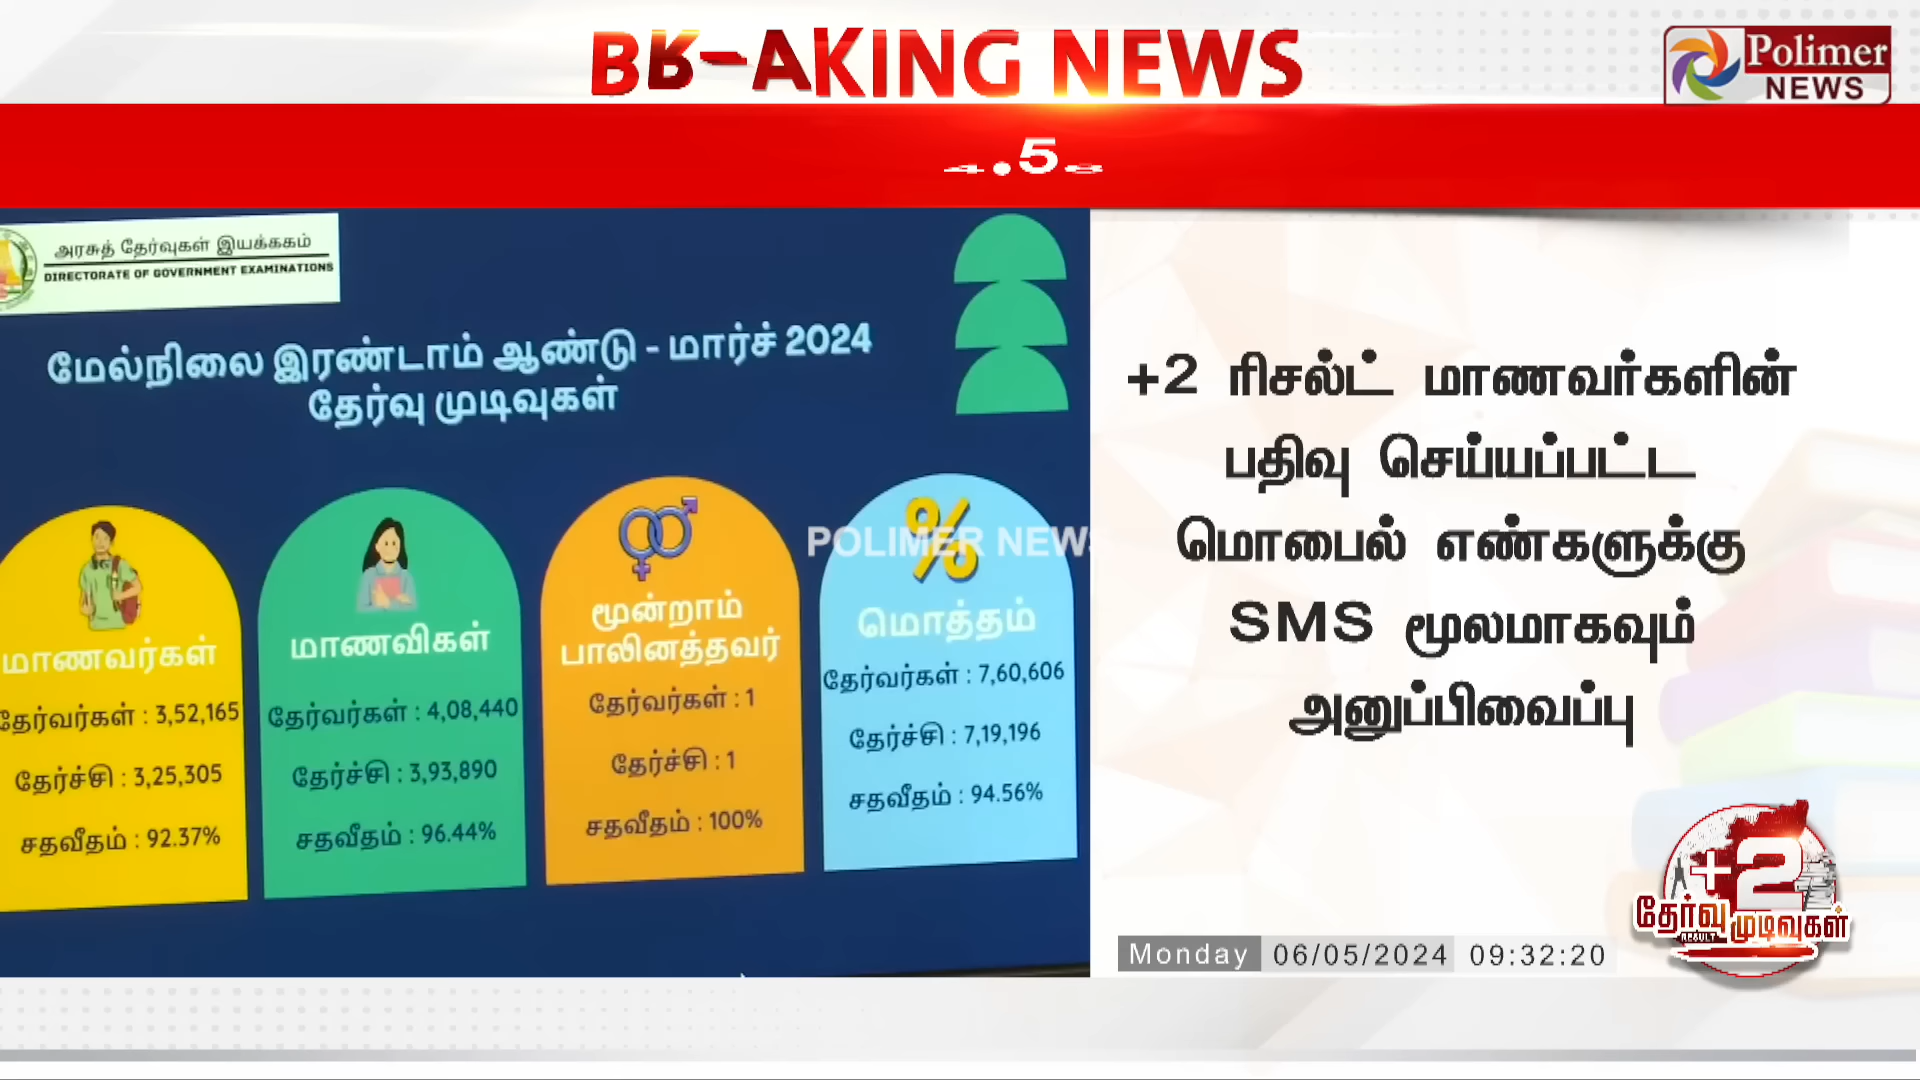 BREAKING NEWS
Polimer
NEWS
அரசுத் தேர்வுகள் இயக்ககம்
DIRECTORATE OF GOVERNMENT EXAMINATIONS
மேல்நிலை இரண்டாம் ஆண்டு - மார்ச் 2024
தேர்வு முடிவுகள்
மாணவர்கள்
தேர்வர்கள் : 3,52,165
தேர்ச்சி : 3,25,305
சதவீதம் : 92.37%
மாணவிகள்
தேர்வர்கள் : 4,08,440
தேர்ச்சி : 3,93,890
சதவீதம் : 96.44%
மூன்றாம்
பாலினத்தவர்
தேர்வர்கள் : 1
தேர்ச்சி : 1
சதவீதம் : 100%
%
மொத்தம்
தேர்வர்கள் : 7,60,606
தேர்ச்சி : 7,19,196
சதவீதம் : 94.56%
POLIMER NEWS
+2 ரிசல்ட் மாணவர்களின்
பதிவு செய்யப்பட்ட
மொபைல் எண்களுக்கு
SMS மூலமாகவும்
அனுப்பிவைப்பு
+2
தேர்வு முடிவுகள்
RESULT
Monday 06/05/2024 09:32:20